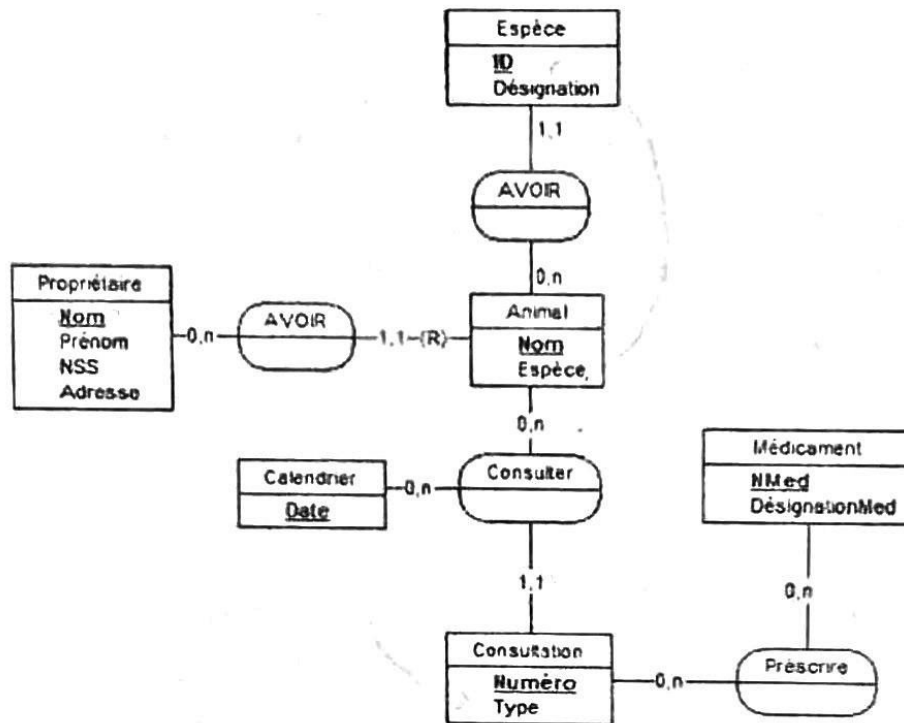 Espèce
ID
Désignation
1,1
AVOIR
0,n
Propriétaire
Nom
Prénom
NSS
Adresse
0,n
AVOIR
1,1
(R)
Animal
Nom
Espèce
0,n
Calendrier
Date
0,n
Consulter
Médicament
NMed
DésignationMed
1,1
0,n
Consultation
Numéro
Type
0,n
Préscrire